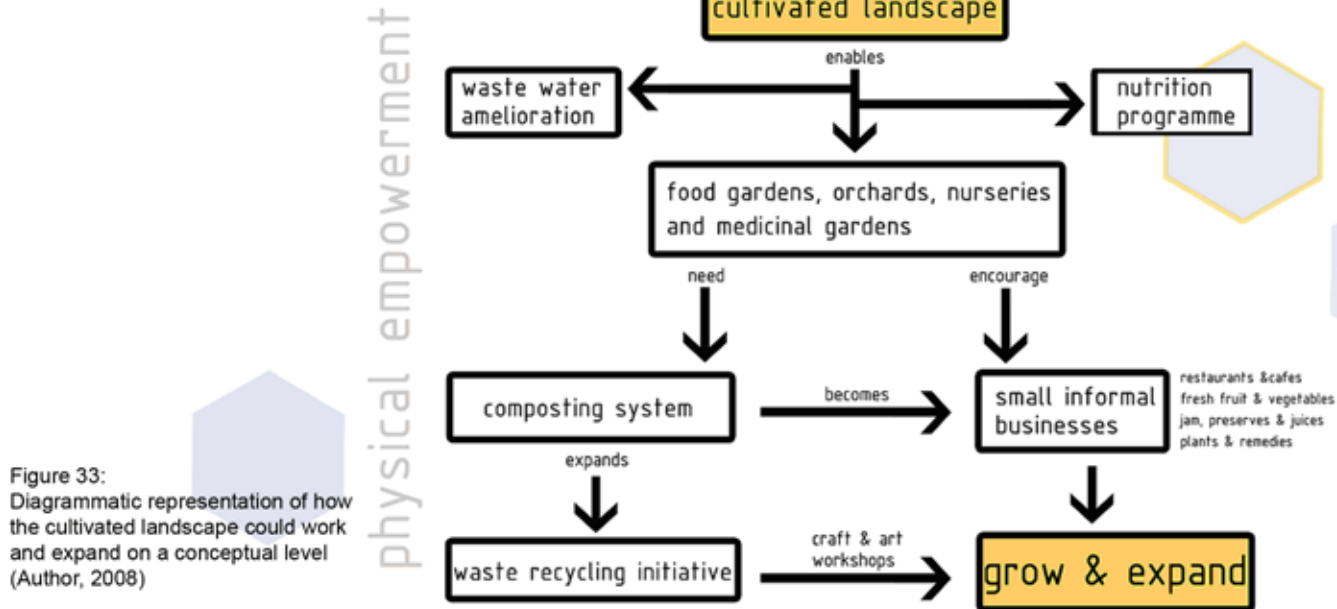 cultivated landscape
physical empowerment
enables
waste water
amelioration
nutrition
programme
food gardens, orchards, nurseries
and medicinal gardens
need
encourage
composting system
becomes
small informal
businesses
restaurants &cafes
fresh fruit & vegetables
jam, preserves & juices
plants & remedies
expands
waste recycling initiative
craft & art
workshops
grow & expand
Figure 33:
Diagrammatic representation of how
the cultivated landscape could work
and expand on a conceptual level
(Author, 2008)